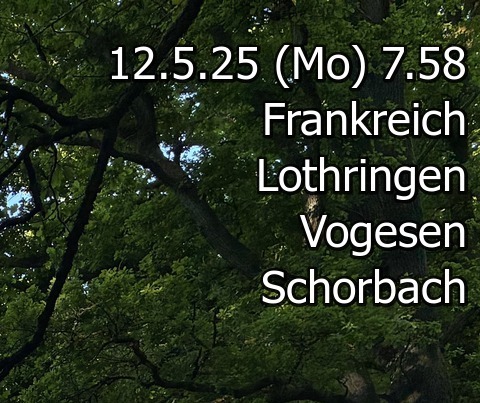 12.5.25 (Mo) 7.58
Frankreich
Lothringen
Vogesen
Schorbach